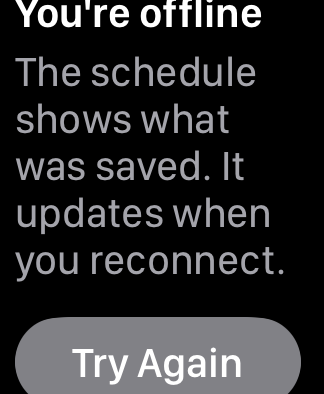 You're offline
The schedule
shows what
was saved. It
updates when
you reconnect.
Try Again